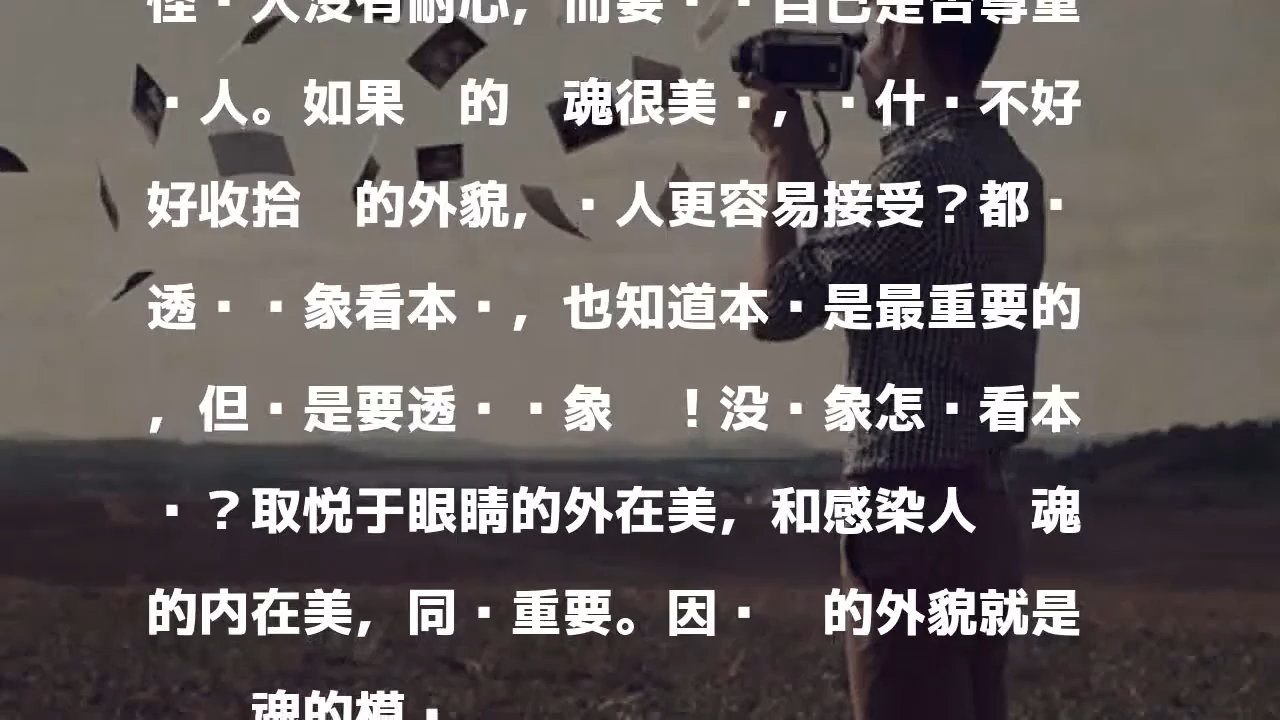 怪·人没有耐心，而要··自己是否尊重
·人。如果　的　魂很美·，·什·不好
好收拾　的外貌，·人更容易接受？都·
透··象看本·，也知道本·是最重要的
，但·是要透··象　！没·象怎·看本
·？取悦于眼睛的外在美，和感染人　魂
的内在美，同·重要。因·　的外貌就是
　　魂的模·